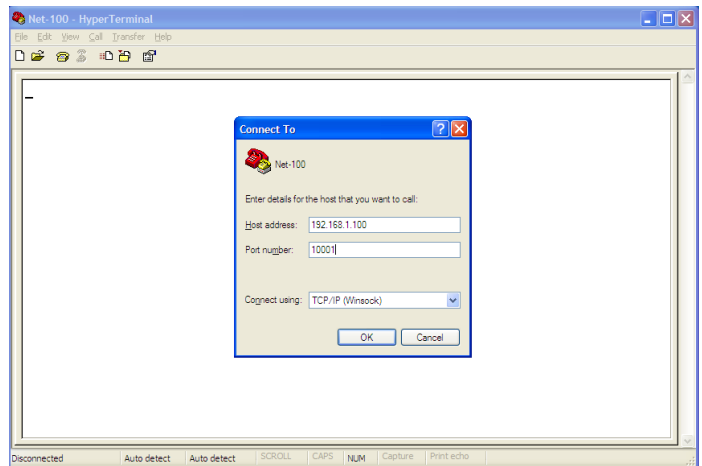 Net-100 - HyperTerminal
File Edit View Call Transfer Help
Connect To
Net-100
Enter details for the host that you want to call:
Host address: 192.168.1.100
Port number: 10001
Connect using: TCP/IP (Winsock)
OK Cancel
Disconnected Auto detect Auto detect SCROLL CAPS NUM Capture Print echo